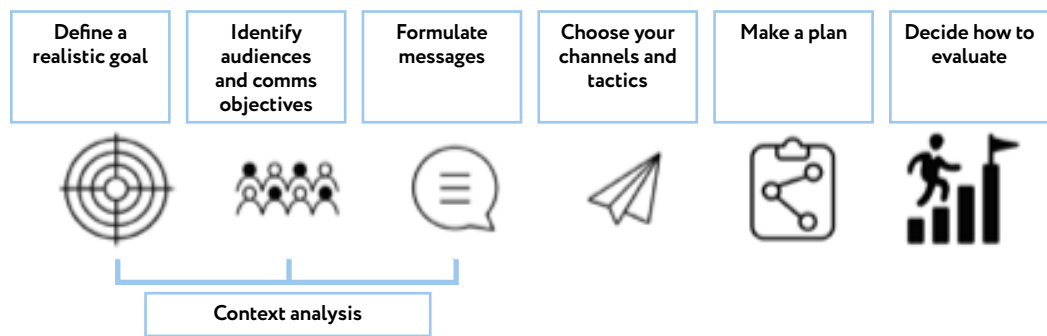 Define a
realistic goal
Identify
audiences
and comms
objectives
Formulate
messages
Choose your
channels and
tactics
Make a plan
Decide how to
evaluate
Context analysis